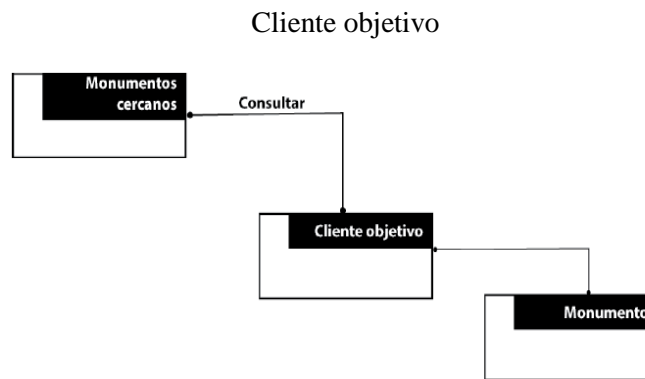 Cliente objetivo
Monumentos
cercanos
Consultar
Cliente objetivo
Monumento